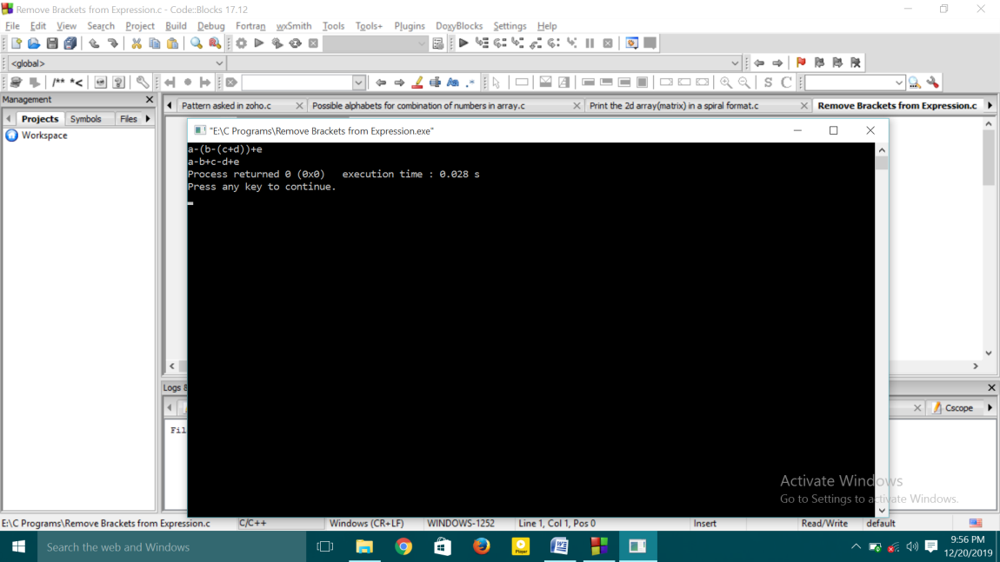 Remove Brackets from Expression.c - Code::Blocks 17.12
File Edit View Search Project Build Debug Fortran wxSmith Tools Tools+ Plugins DoxyBlocks Settings Help
<global>
/** *<
S C
Management
Pattern asked in zoho.c Possible alphabets for combination of numbers in array.c Print the 2d array(matrix) in a spiral format.c Remove Brackets from Expression.c
Projects Symbols Files
Workspace
"E:\C Programs\Remove Brackets from Expression.exe"
a-(b-(c+d))+e
a-b+c-d+e
Process returned 0 (0x0) execution time : 0.028 s
Press any key to continue.
Logs &
Cscope
Fil
Activate Windows
Go to Settings to activate Windows.
E:\C Programs\Remove Brackets from Expression.c C/C++ Windows (CR+LF) WINDOWS-1252 Line 1, Col 1, Pos 0 Insert Read/Write default
Search the web and Windows
Player
9:56 PM
12/20/2019